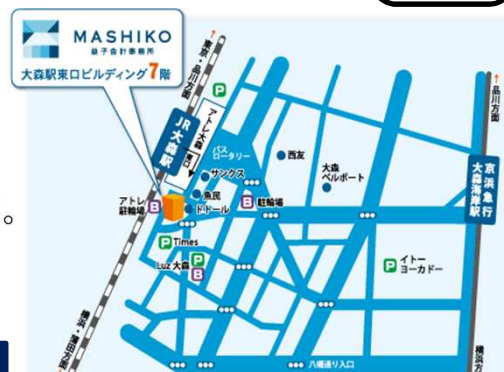 MASHIKO
益子会計事務所
大森駅東口ビルディング7階
↑東京・品川方面
JR大森駅
アトレ大森
東口
バスロータリー
サンクス
西友
大森
ベルポート
魚民
ドトール
アトレ
駐輪場
B
B 駐輪場
P
P Times
P
Luz 大森
B
P イトー
ヨーカドー
↑品川方面
京浜急行
大森海岸駅
横浜・蒲田方面
八幡通り入口
横浜方
。